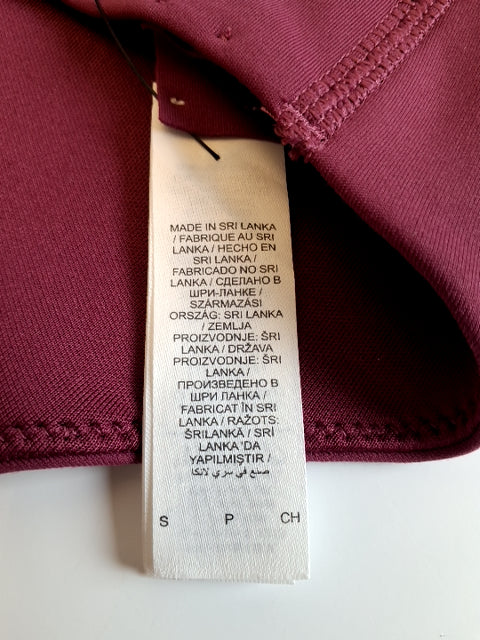 MADE IN SRI LANKA
/ FABRIQUE AU SRI
LANKA / HECHO EN
SRI LANKA /
FABRICADO NO SRI
LANKA / СДЕЛАНО В
ШРИ-ЛАНКЕ /
SZÁRMAZÁSI
ORSZÁG: SRI LANKA
/ ZEMLJA
PROIZVODNJE: ŠRI
LANKA / DRŽAVA
PROIZVODNJE: ŠRI
LANKA /
ПРОИЗВЕДЕНО В
ШРИ ЛАНКА /
FABRICAT ÎN SRI
LANKA / RAŽOTS:
ŠRILANKĀ / SRİ
LANKA'DA
YAPILMIŞTIR /
صنع في سري لانكا
S P CH